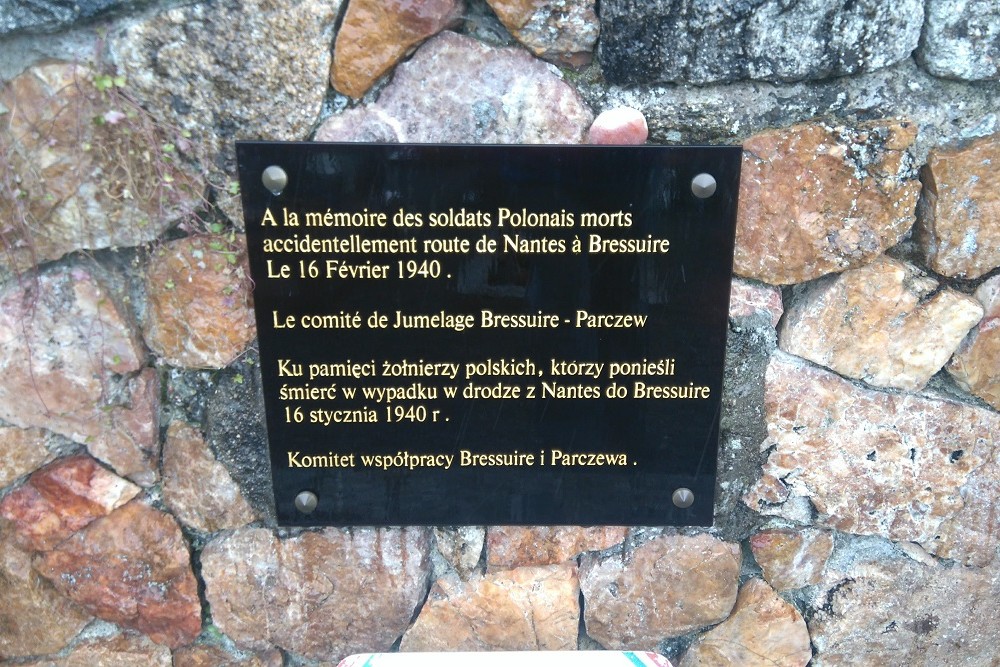 A la mémoire des soldats Polonais morts
accidentellement route de Nantes à Bressuire
Le 16 Février 1940 .
Le comité de Jumelage Bressuire - Parczew
Ku pamięci żołnierzy polskich, którzy ponieśli
śmierć w wypadku w drodze z Nantes do Bressuire
16 stycznia 1940 r .
Komitet współpracy Bressuire i Parczewa .